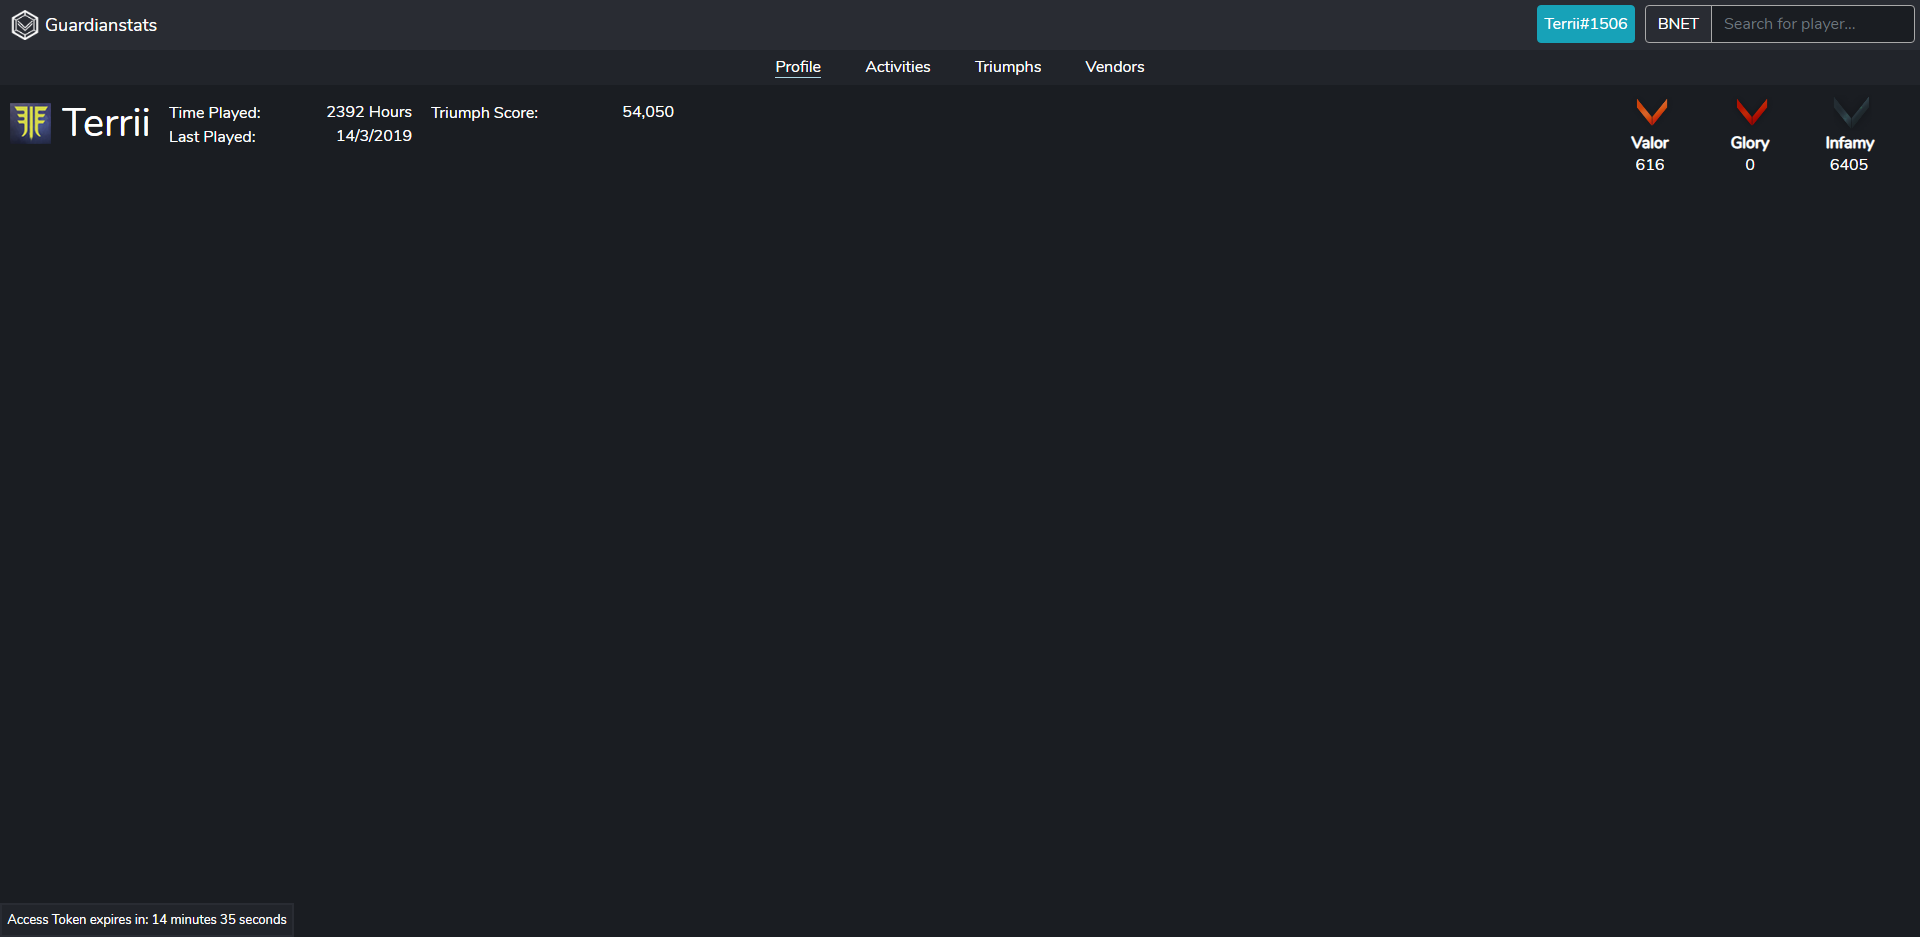 Guardianstats
Terrii#1506
BNET
Search for player...
Profile
Activities
Triumphs
Vendors
Terrii
Time Played: 2392 Hours
Last Played: 14/3/2019
Triumph Score: 54,050
Valor
616
Glory
0
Infamy
6405
Access Token expires in: 14 minutes 35 seconds